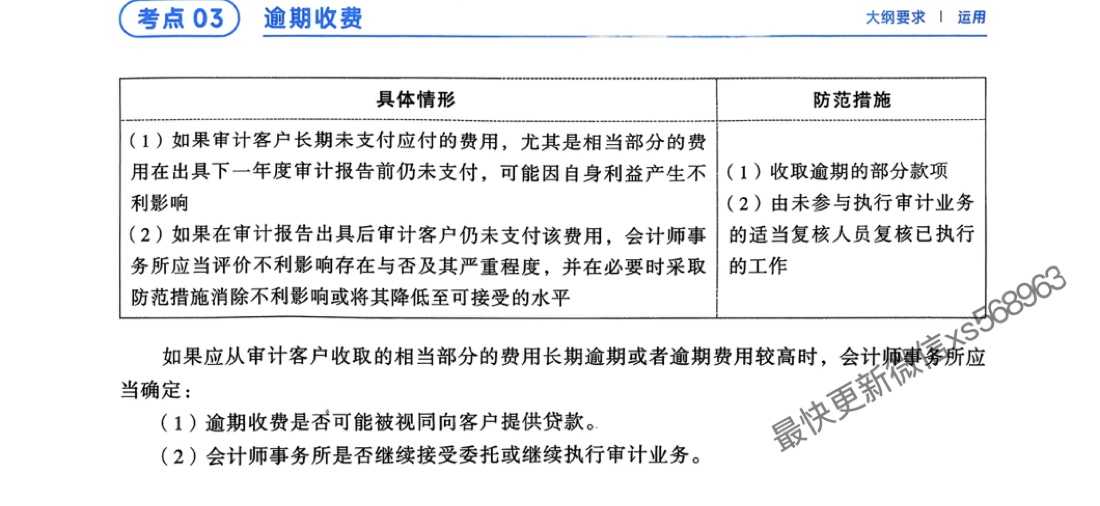 考点 03 逾期收费 大纲要求 | 运用
具体情形 防范措施
（1）如果审计客户长期未支付应付的费用，尤其是相当部分的费
用在出具下一年度审计报告前仍未支付，可能因自身利益产生不
利影响
（2）如果在审计报告出具后审计客户仍未支付该费用，会计师事
务所应当评价不利影响存在与否及其严重程度，并在必要时采取
防范措施消除不利影响或将其降低至可接受的水平
（1）收取逾期的部分款项
（2）由未参与执行审计业务
的适当复核人员复核已执行
的工作
如果应从审计客户收取的相当部分的费用长期逾期或者逾期费用较高时，会计师事务所应
当确定：
（1）逾期收费是否可能被视同向客户提供贷款。
（2）会计师事务所是否继续接受委托或继续执行审计业务。
最快更新微信xs568963